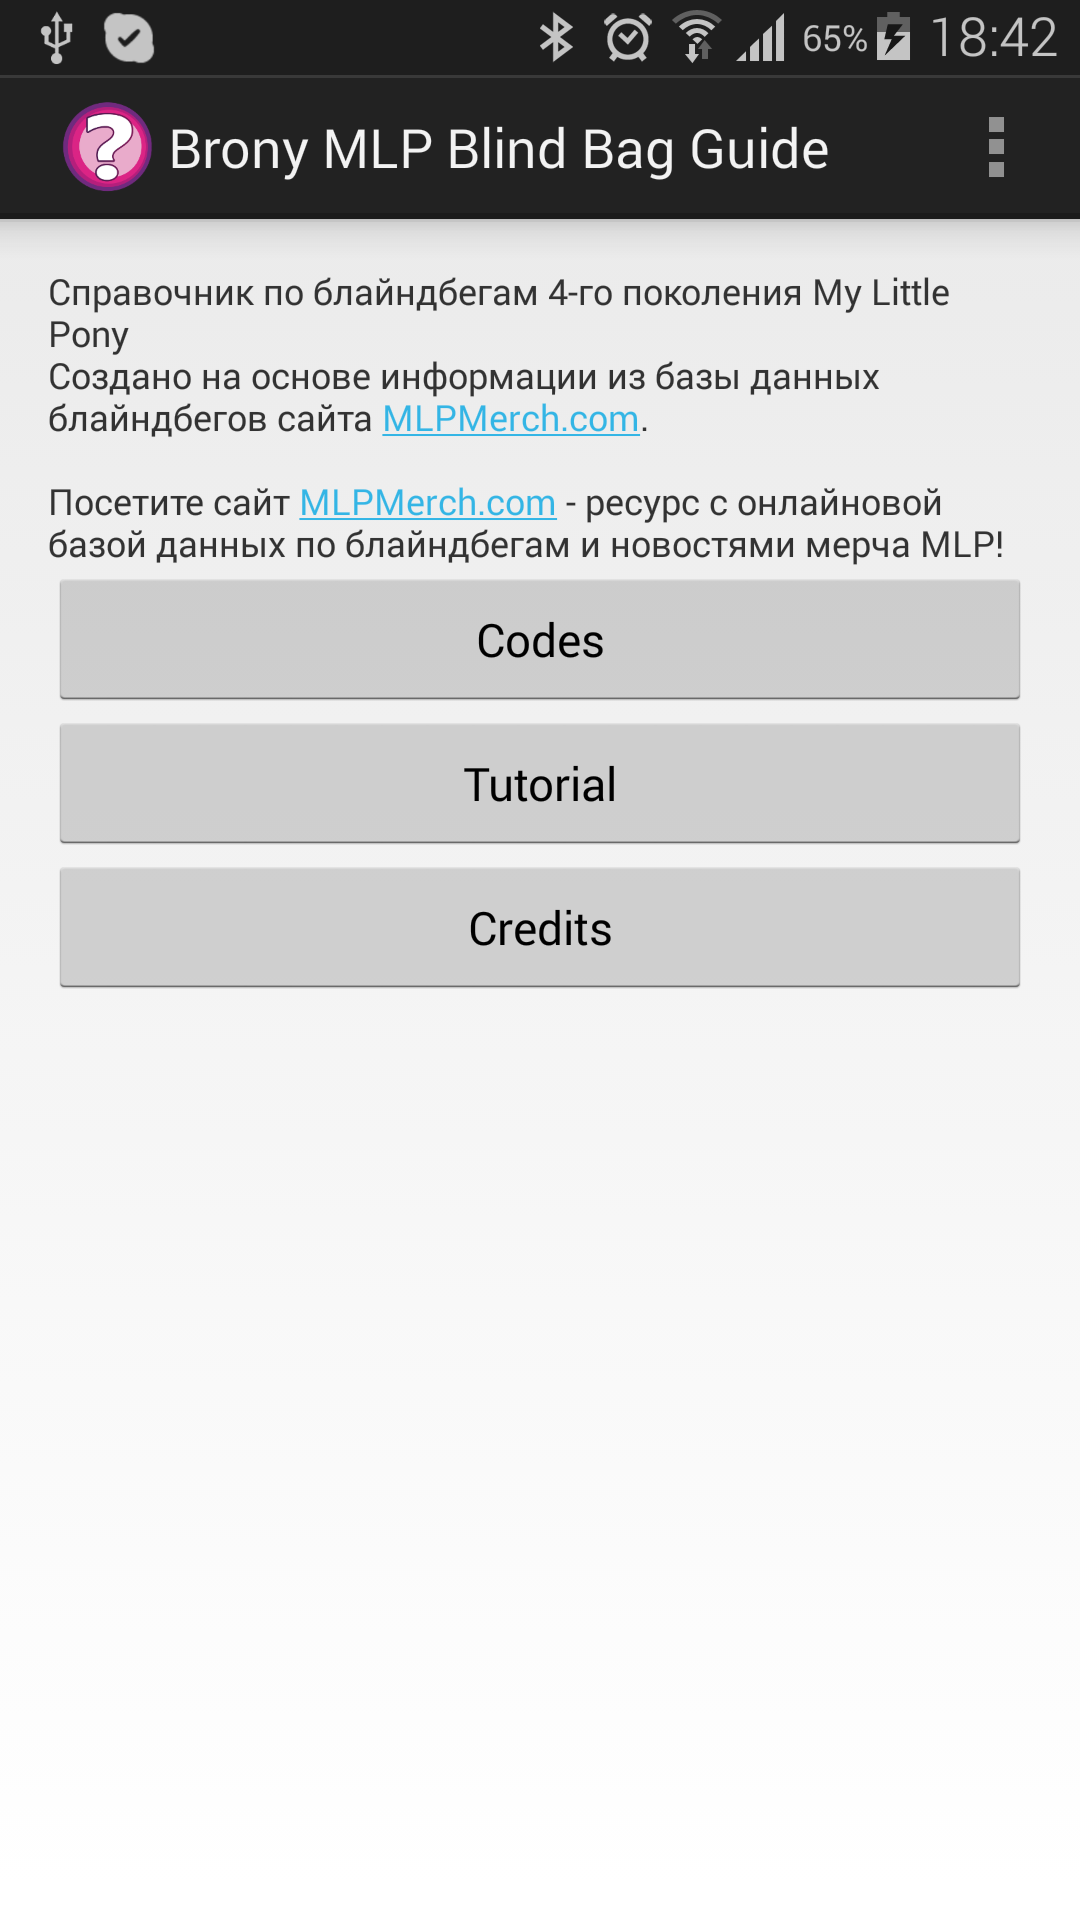 65% 18:42
Brony MLP Blind Bag Guide
Справочник по блайндбегам 4-го поколения My Little
Pony
Создано на основе информации из базы данных
блайндбегов сайта MLPMerch.com.
Посетите сайт MLPMerch.com - ресурс с онлайновой
базой данных по блайндбегам и новостями мерча MLP!
Codes
Tutorial
Credits